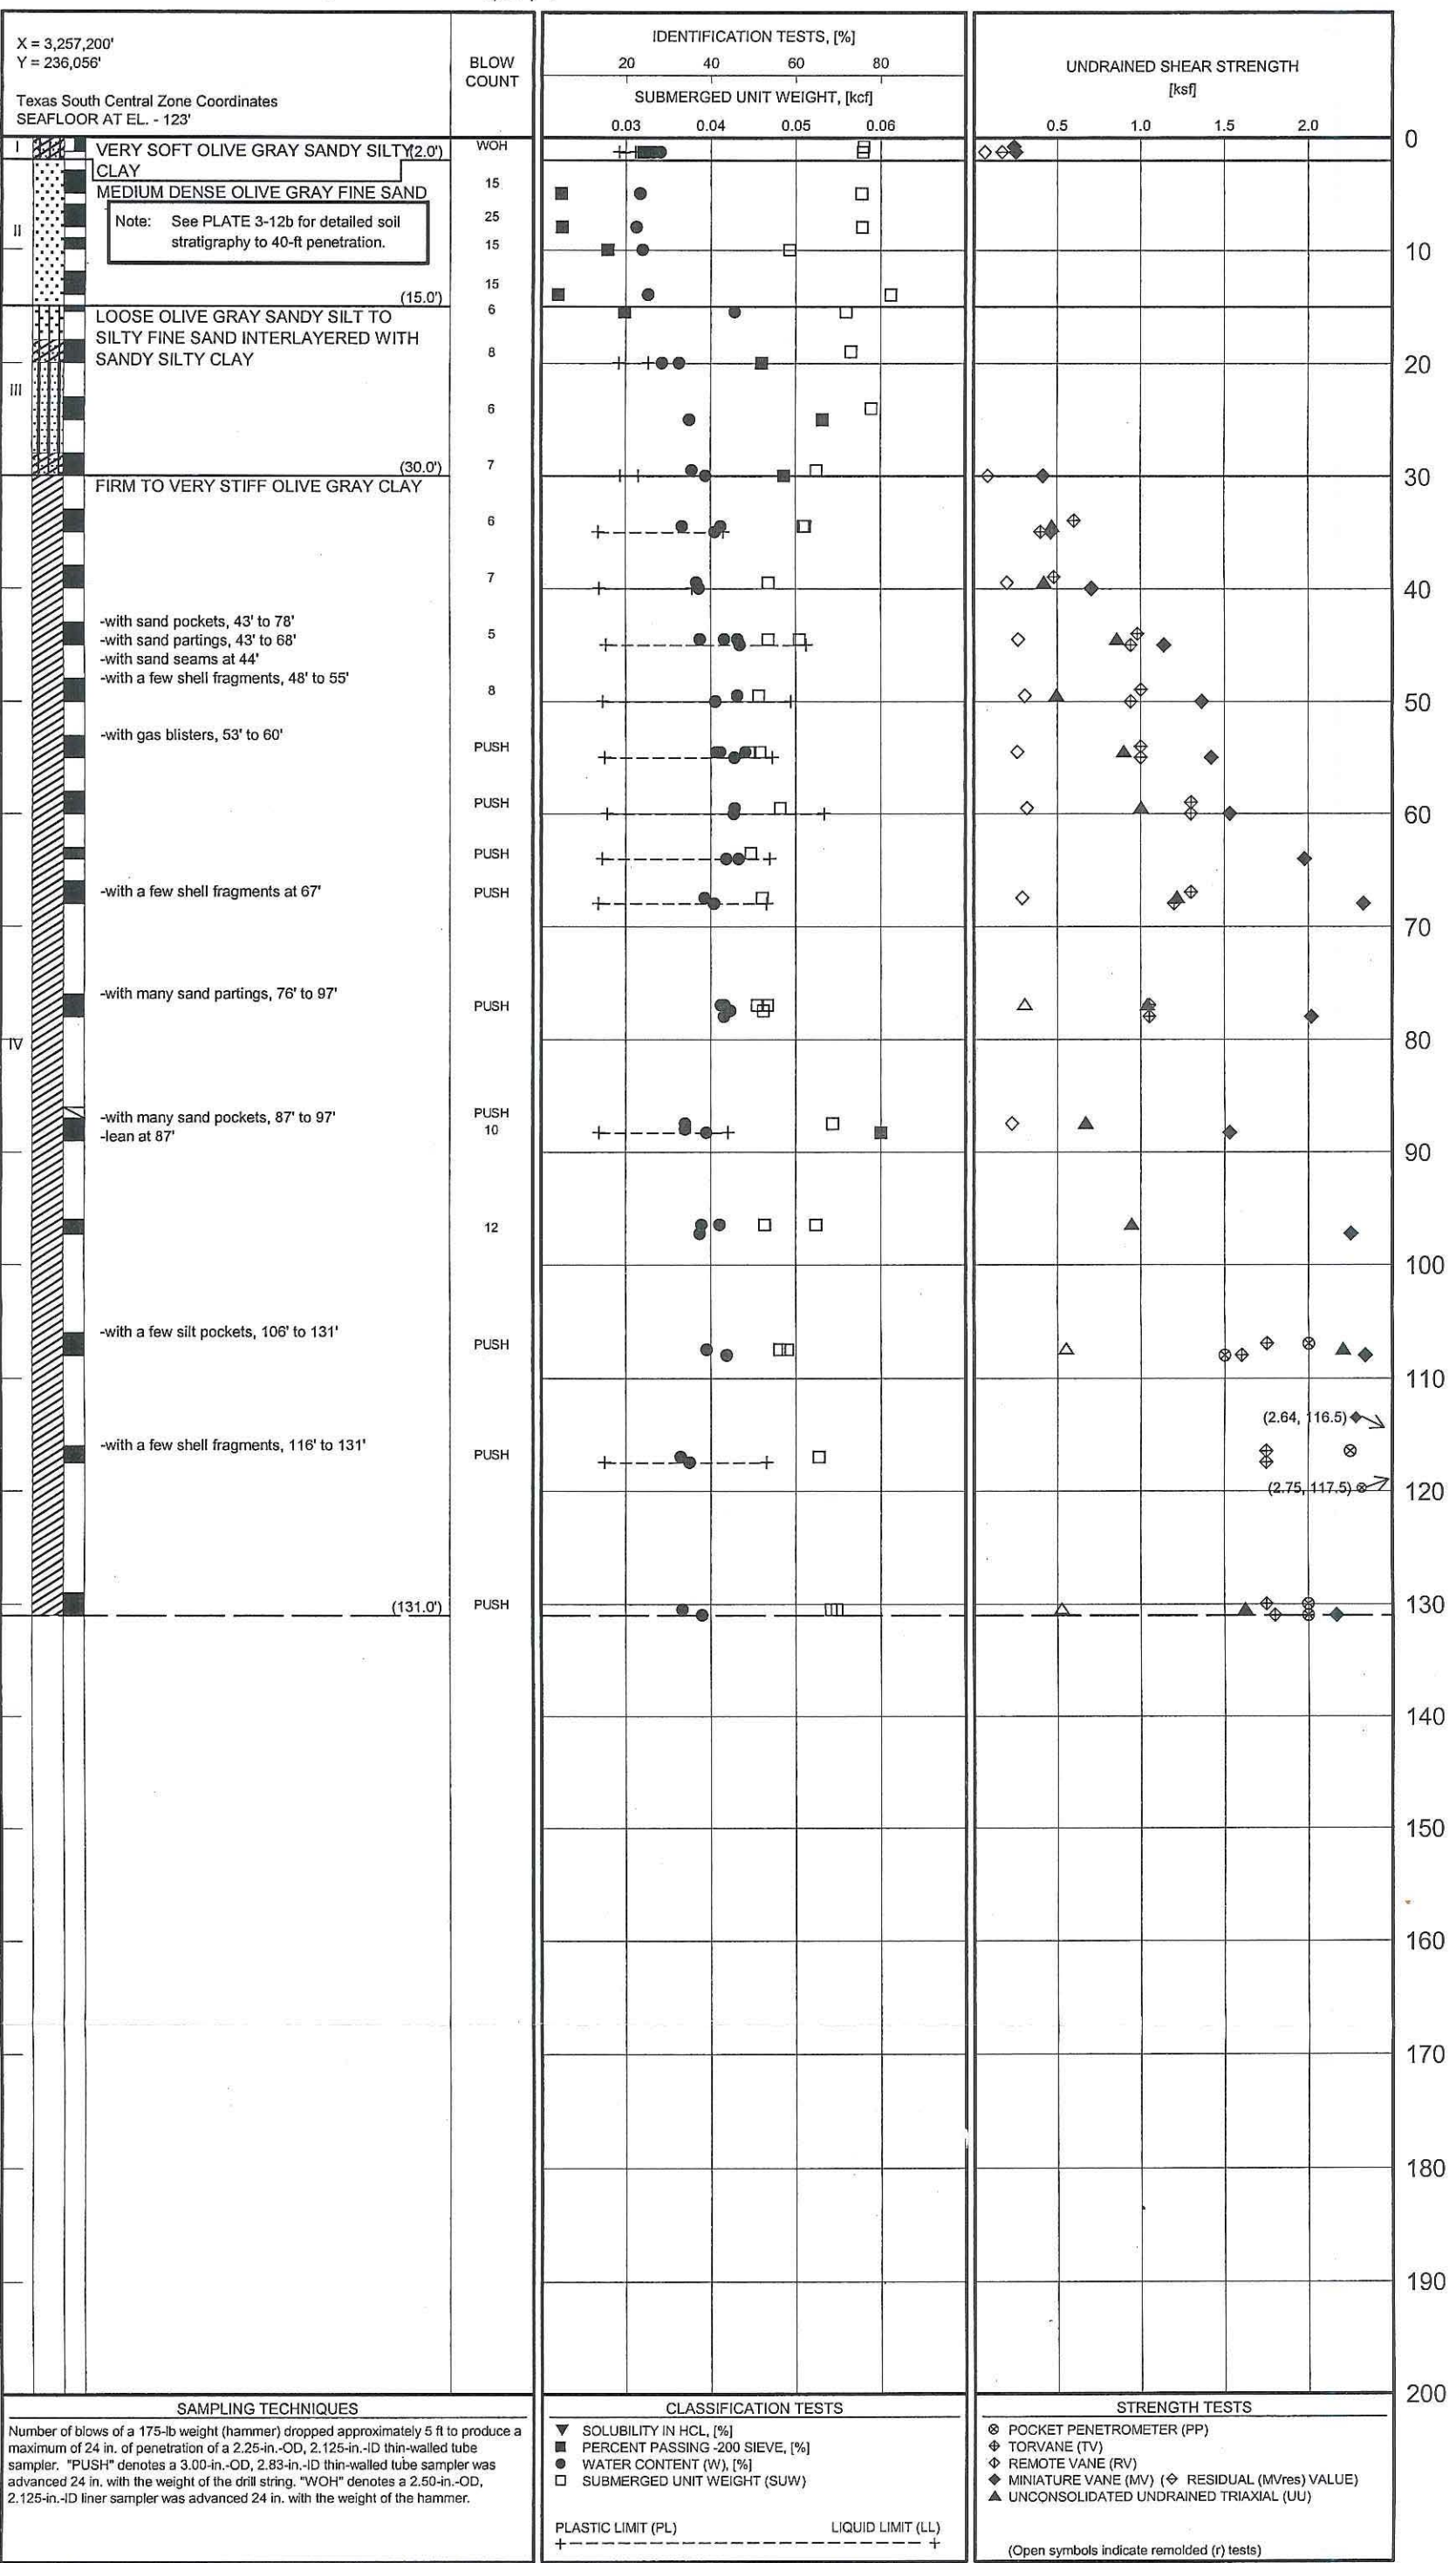 X = 3,257,200'
Y = 236,056'
Texas South Central Zone Coordinates
SEAFLOOR AT EL. - 123'
BLOW
COUNT
IDENTIFICATION TESTS, [%]
20 40 60 80
SUBMERGED UNIT WEIGHT, [kcf]
0.03 0.04 0.05 0.06
UNDRAINED SHEAR STRENGTH
[ksf]
0.5 1.0 1.5 2.0
0
I
VERY SOFT OLIVE GRAY SANDY SILTY (2.0')
CLAY
WOH
MEDIUM DENSE OLIVE GRAY FINE SAND
15
Note: See PLATE 3-12b for detailed soil
stratigraphy to 40-ft penetration.
II
25
15
10
15
(15.0')
6
LOOSE OLIVE GRAY SANDY SILT TO
SILTY FINE SAND INTERLAYERED WITH
SANDY SILTY CLAY
8
20
III
6
(30.0')
7
30
FIRM TO VERY STIFF OLIVE GRAY CLAY
6
7
40
-with sand pockets, 43' to 78'
-with sand partings, 43' to 68'
5
-with sand seams at 44'
-with a few shell fragments, 48' to 55'
8
50
-with gas blisters, 53' to 60'
PUSH
PUSH
60
PUSH
-with a few shell fragments at 67'
PUSH
70
-with many sand partings, 76' to 97'
PUSH
IV
80
-with many sand pockets, 87' to 97'
PUSH
-lean at 87'
10
90
12
100
-with a few silt pockets, 106' to 131'
PUSH
110
(2.64, 116.5)
-with a few shell fragments, 116' to 131'
PUSH
(2.75, 117.5)
120
(131.0')
PUSH
130
140
150
160
170
180
190
200
SAMPLING TECHNIQUES
Number of blows of a 175-lb weight (hammer) dropped approximately 5 ft to produce a
maximum of 24 in. of penetration of a 2.25-in.-OD, 2.125-in.-ID thin-walled tube
sampler. "PUSH" denotes a 3.00-in.-OD, 2.83-in.-ID thin-walled tube sampler was
advanced 24 in. with the weight of the drill string. "WOH" denotes a 2.50-in.-OD,
2.125-in.-ID liner sampler was advanced 24 in. with the weight of the hammer.
CLASSIFICATION TESTS
SOLUBILITY IN HCL, [%]
PERCENT PASSING -200 SIEVE, [%]
WATER CONTENT (W), [%]
SUBMERGED UNIT WEIGHT (SUW)
PLASTIC LIMIT (PL) LIQUID LIMIT (LL)
STRENGTH TESTS
POCKET PENETROMETER (PP)
TORVANE (TV)
REMOTE VANE (RV)
MINIATURE VANE (MV) ( RESIDUAL (MVres) VALUE)
UNCONSOLIDATED UNDRAINED TRIAXIAL (UU)
(Open symbols indicate remolded (r) tests)